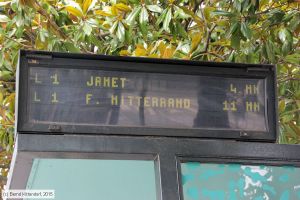 L 1 JAMET 4 MN
L 1 F. MITTERRAND 11 MN
(c) Bernd Kittendorf, 2015